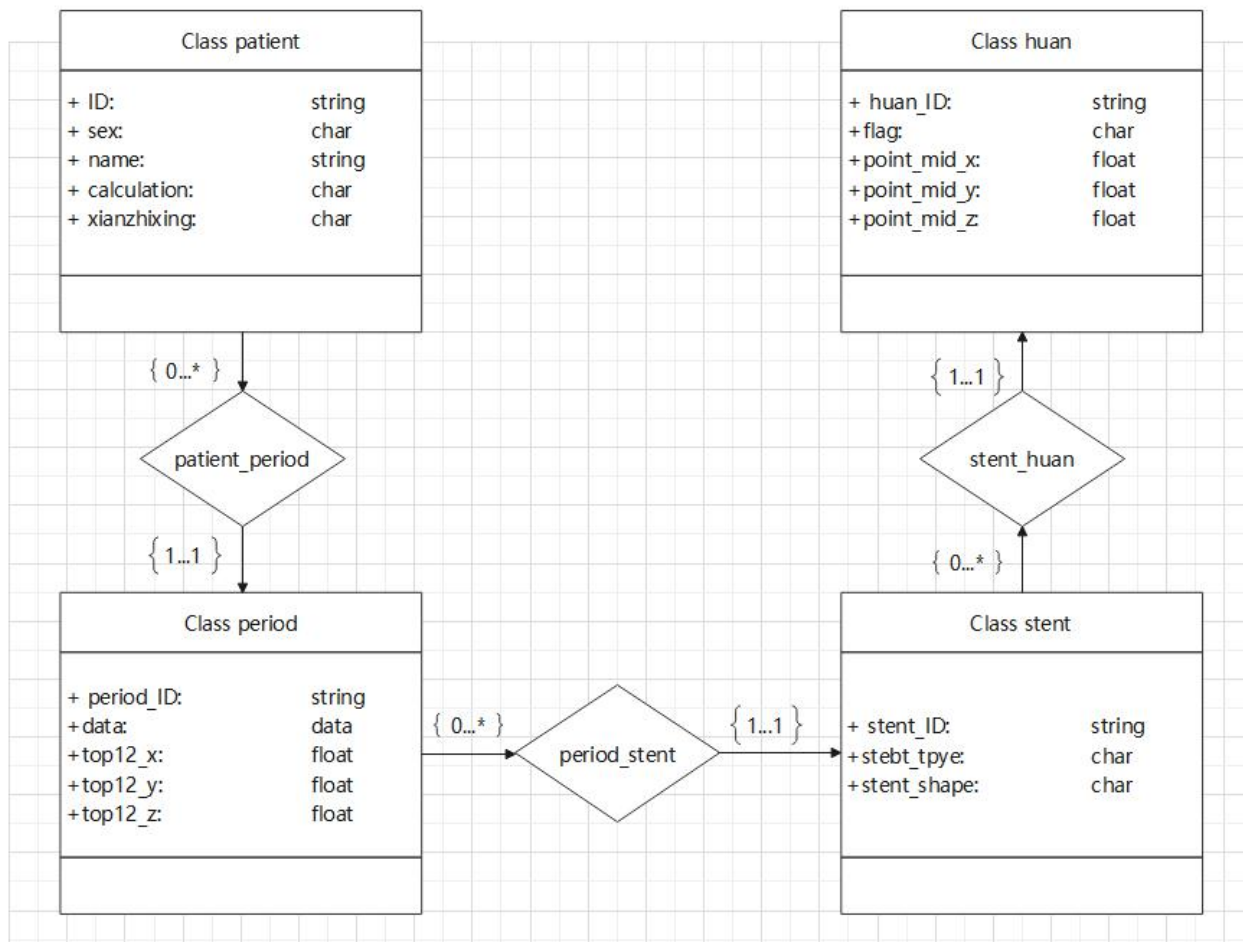 Class patient
+ ID: string
+ sex: char
+ name: string
+ calculation: char
+ xianzhixing: char
{ 0...* }
patient_period
{ 1...1 }
Class period
+ period_ID: string
+data: data
+top12_x: float
+top12_y: float
+top12_z: float
{ 0...* }
period_stent
{ 1...1 }
Class stent
+ stent_ID: string
+stebt_tpye: char
+stent_shape: char
{ 0...* }
stent_huan
{ 1...1 }
Class huan
+ huan_ID: string
+flag: char
+point_mid_x: float
+point_mid_y: float
+point_mid_z: float